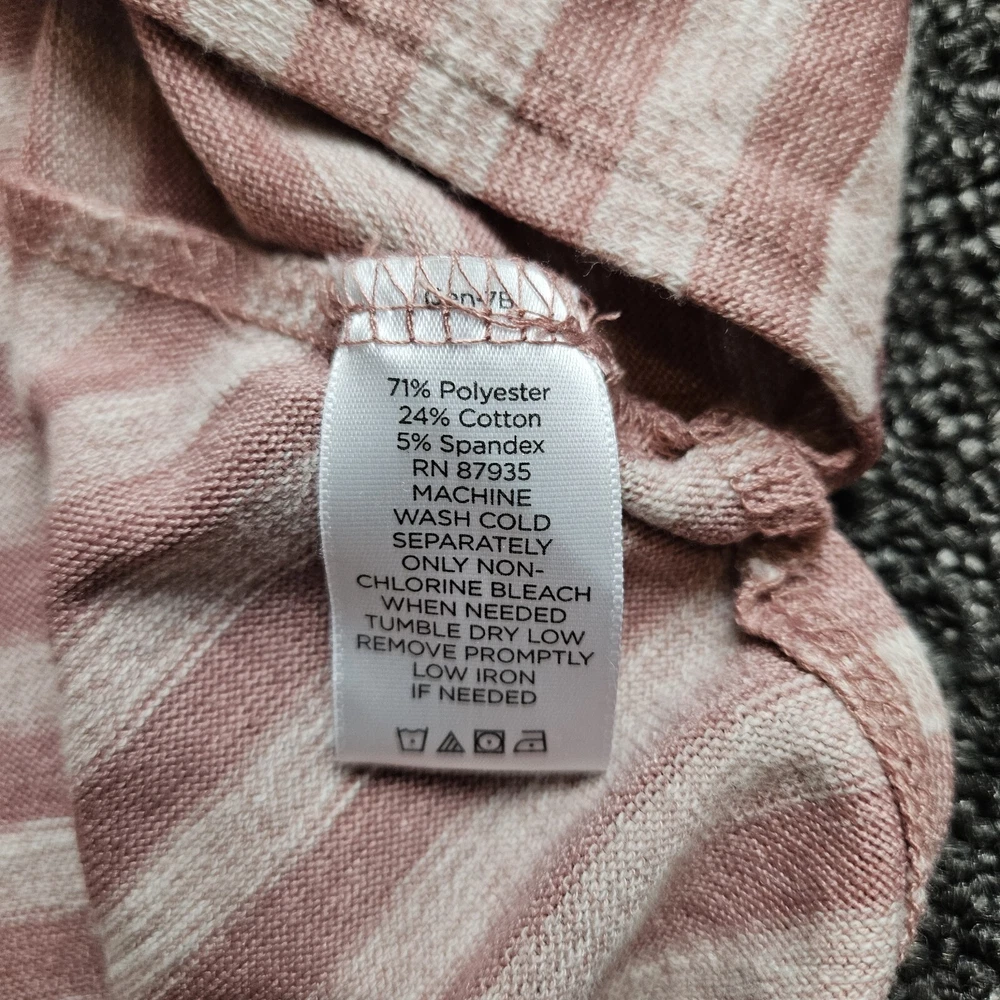 71% Polyester
24% Cotton
5% Spandex
RN 87935
MACHINE
WASH COLD
SEPARATELY
ONLY NON-
CHLORINE BLEACH
WHEN NEEDED
TUMBLE DRY LOW
REMOVE PROMPTLY
LOW IRON
IF NEEDED